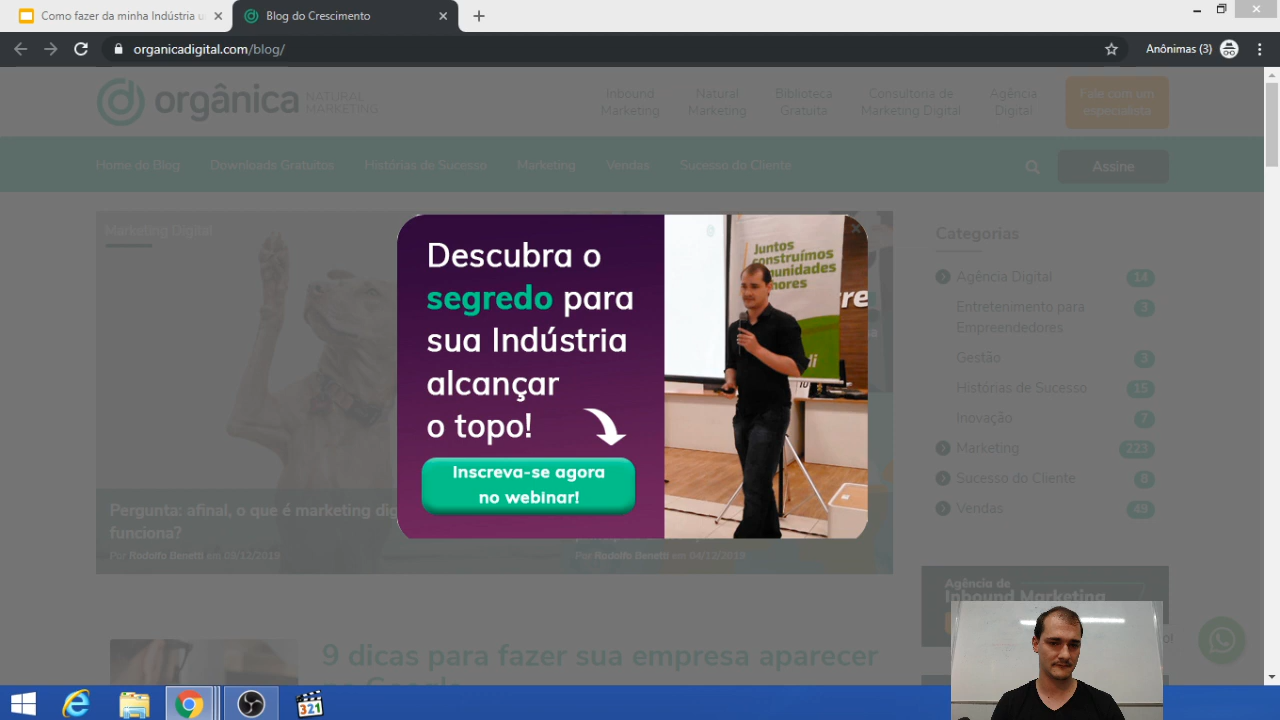 Como fazer da minha Indústria u
Blog do Crescimento
organicadigital.com/blog/
Anônimas (3)
orgânica
NATURAL
MARKETING
Inbound
Marketing
Natural
Marketing
Biblioteca
Gratuita
Consultoria de
Marketing Digital
Agência
Digital
Fale com um
especialista
Home do Blog
Downloads Gratuitos
Histórias de Sucesso
Marketing
Vendas
Sucesso do Cliente
Assine
Marketing Digital
Descubra o
segredo para
sua Indústria
alcançar
o topo!
Inscreva-se agora
no webinar!
Juntos
construímos
Pergunta: afinal, o que é marketing dig
funciona?
Por Rodolfo Benetti em 09/12/2019
Por Rodolfo Benetti em 04/12/2019
Categorias
Agência Digital 14
Entretenimento para
Empreendedores 3
Gestão 3
Histórias de Sucesso 15
Inovação 7
Marketing 223
Sucesso do Cliente 6
Vendas 49
Agência de
Inbound Marketing
9 dicas para fazer sua empresa aparecer
321